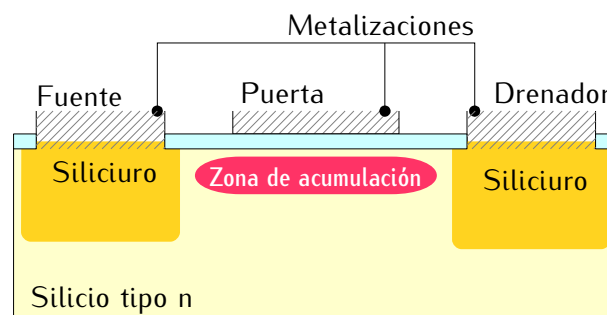 Metalizaciones
Fuente
Puerta
Drenador
Siliciuro
Zona de acumulación
Siliciuro
Silicio tipo n